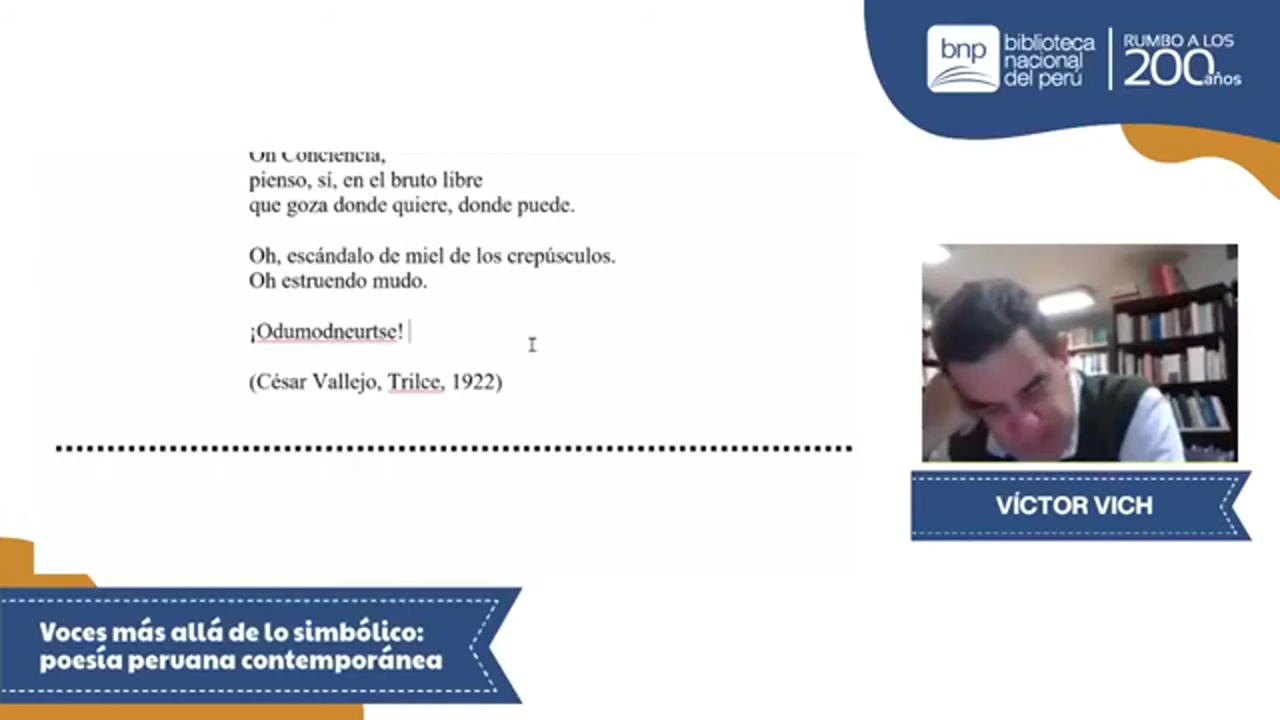 bnp
biblioteca
nacional
del perú
RUMBO A LOS
200
años
Oh Conciencia,
pienso, sí, en el bruto libre
que goza donde quiere, donde puede.
Oh, escándalo de miel de los crepúsculos.
Oh estruendo mudo.
¡Odumodneurtse!
(César Vallejo, Trilce, 1922)
VÍCTOR VICH
Voces más allá de lo simbólico:
poesía peruana contemporánea